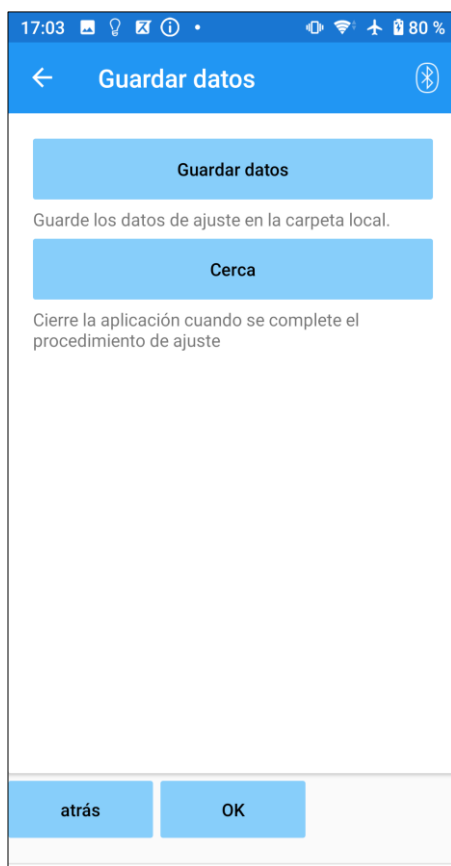 17:03 80 %
Guardar datos
Guardar datos
Guarde los datos de ajuste en la carpeta local.
Cerca
Cierre la aplicación cuando se complete el
procedimiento de ajuste
atrás OK